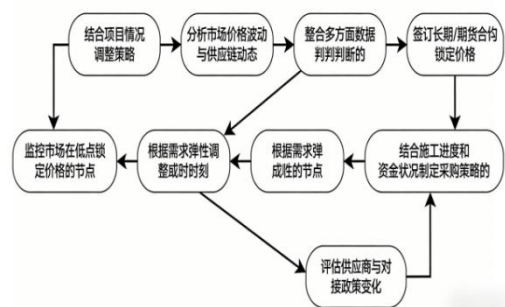 结合项目情况
调整策略
分析市场价格波动
与供应链动态
整合多方面数据
判判判断的
签订长期/期货合构
锁定价格
监控市场在低点锁
定价格的节点
根据需求弹性调
整或时时刻
根据需求弹
成性的节点
结合施工进度和
资金状况制定采购策略的
评估供应商与对
接政策变化